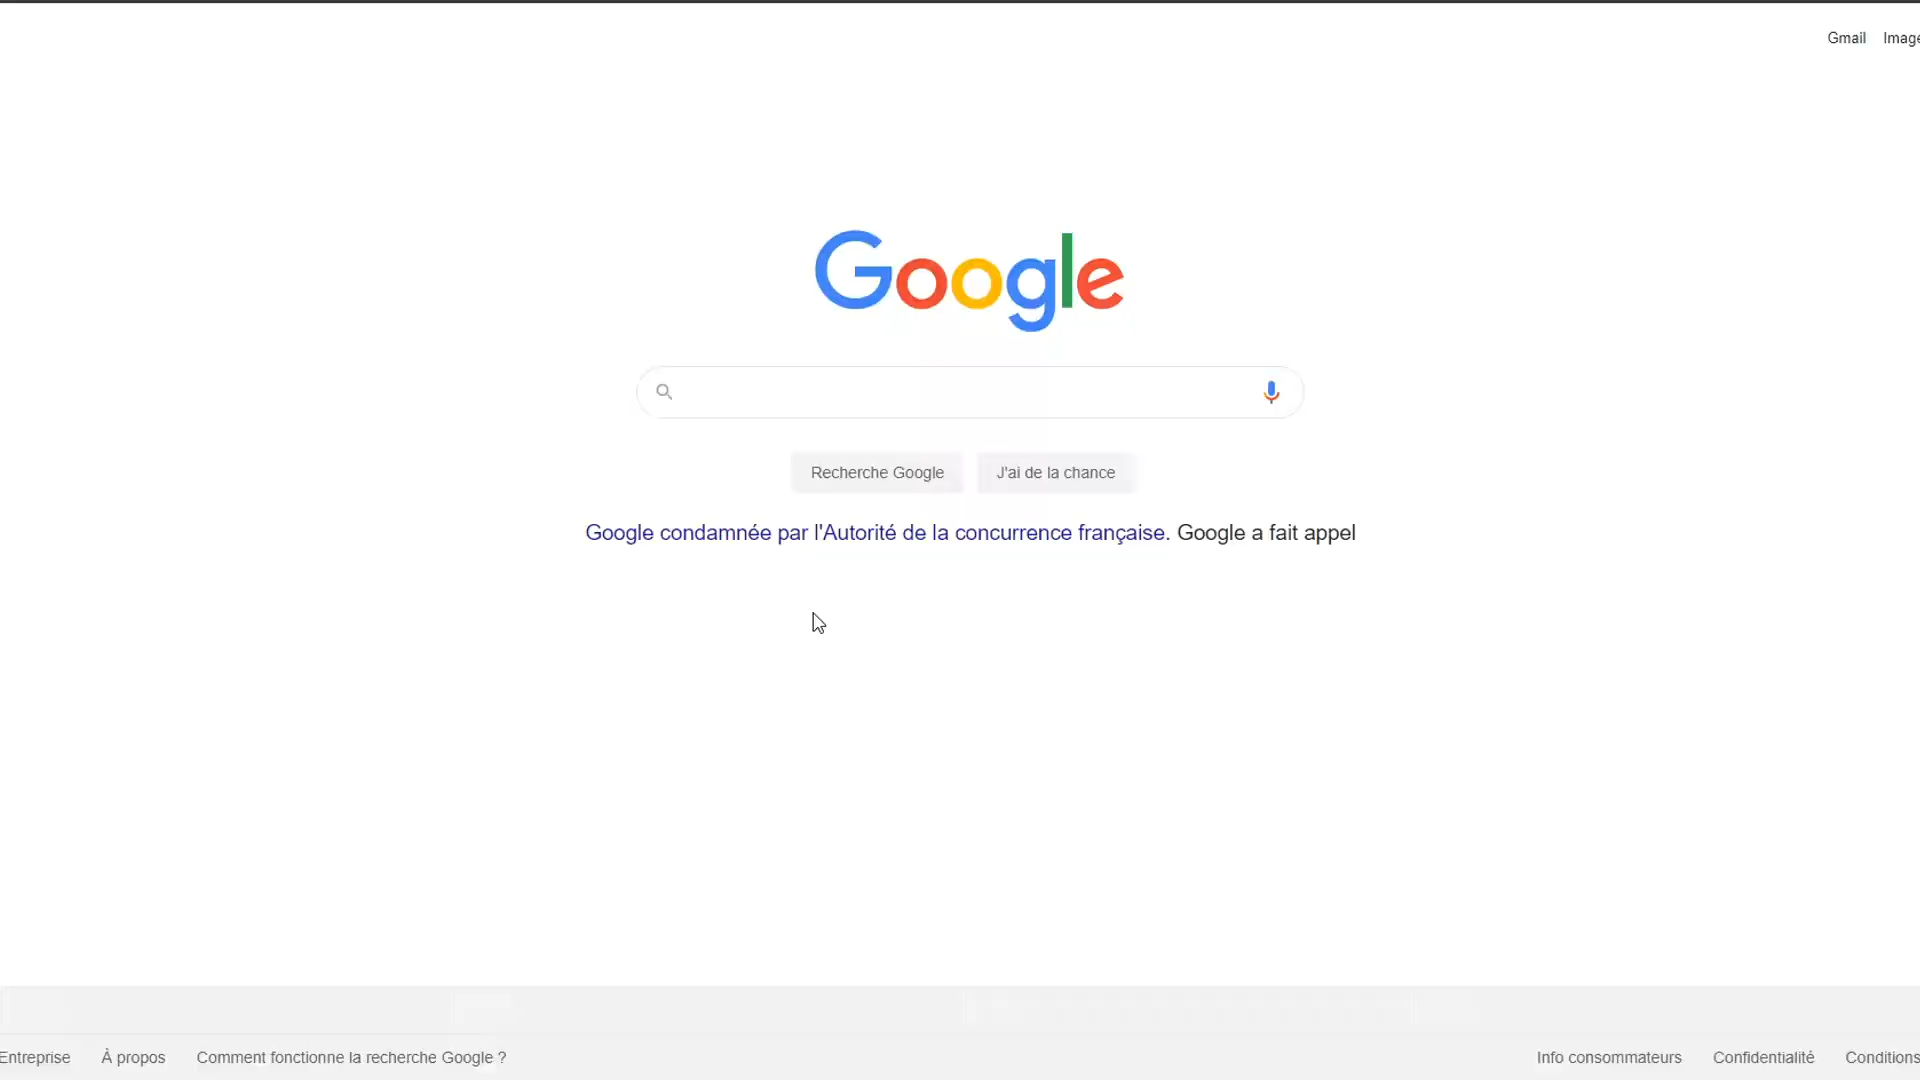 Gmail Image
Google
Recherche Google J'ai de la chance
Google condamnée par l'Autorité de la concurrence française. Google a fait appel
Entreprise À propos Comment fonctionne la recherche Google ? Info consommateurs Confidentialité Conditions